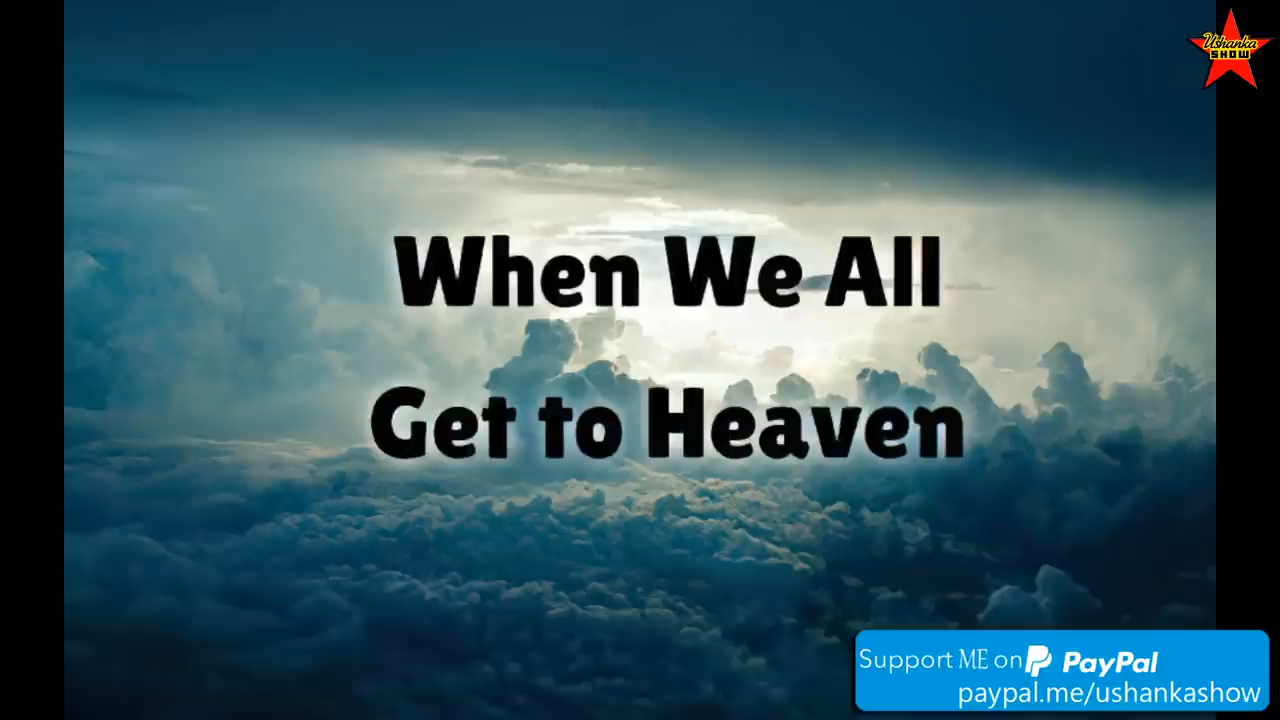 Ushanka
SHOW
When We All
Get to Heaven
Support ME on PayPal
paypal.me/ushankashow